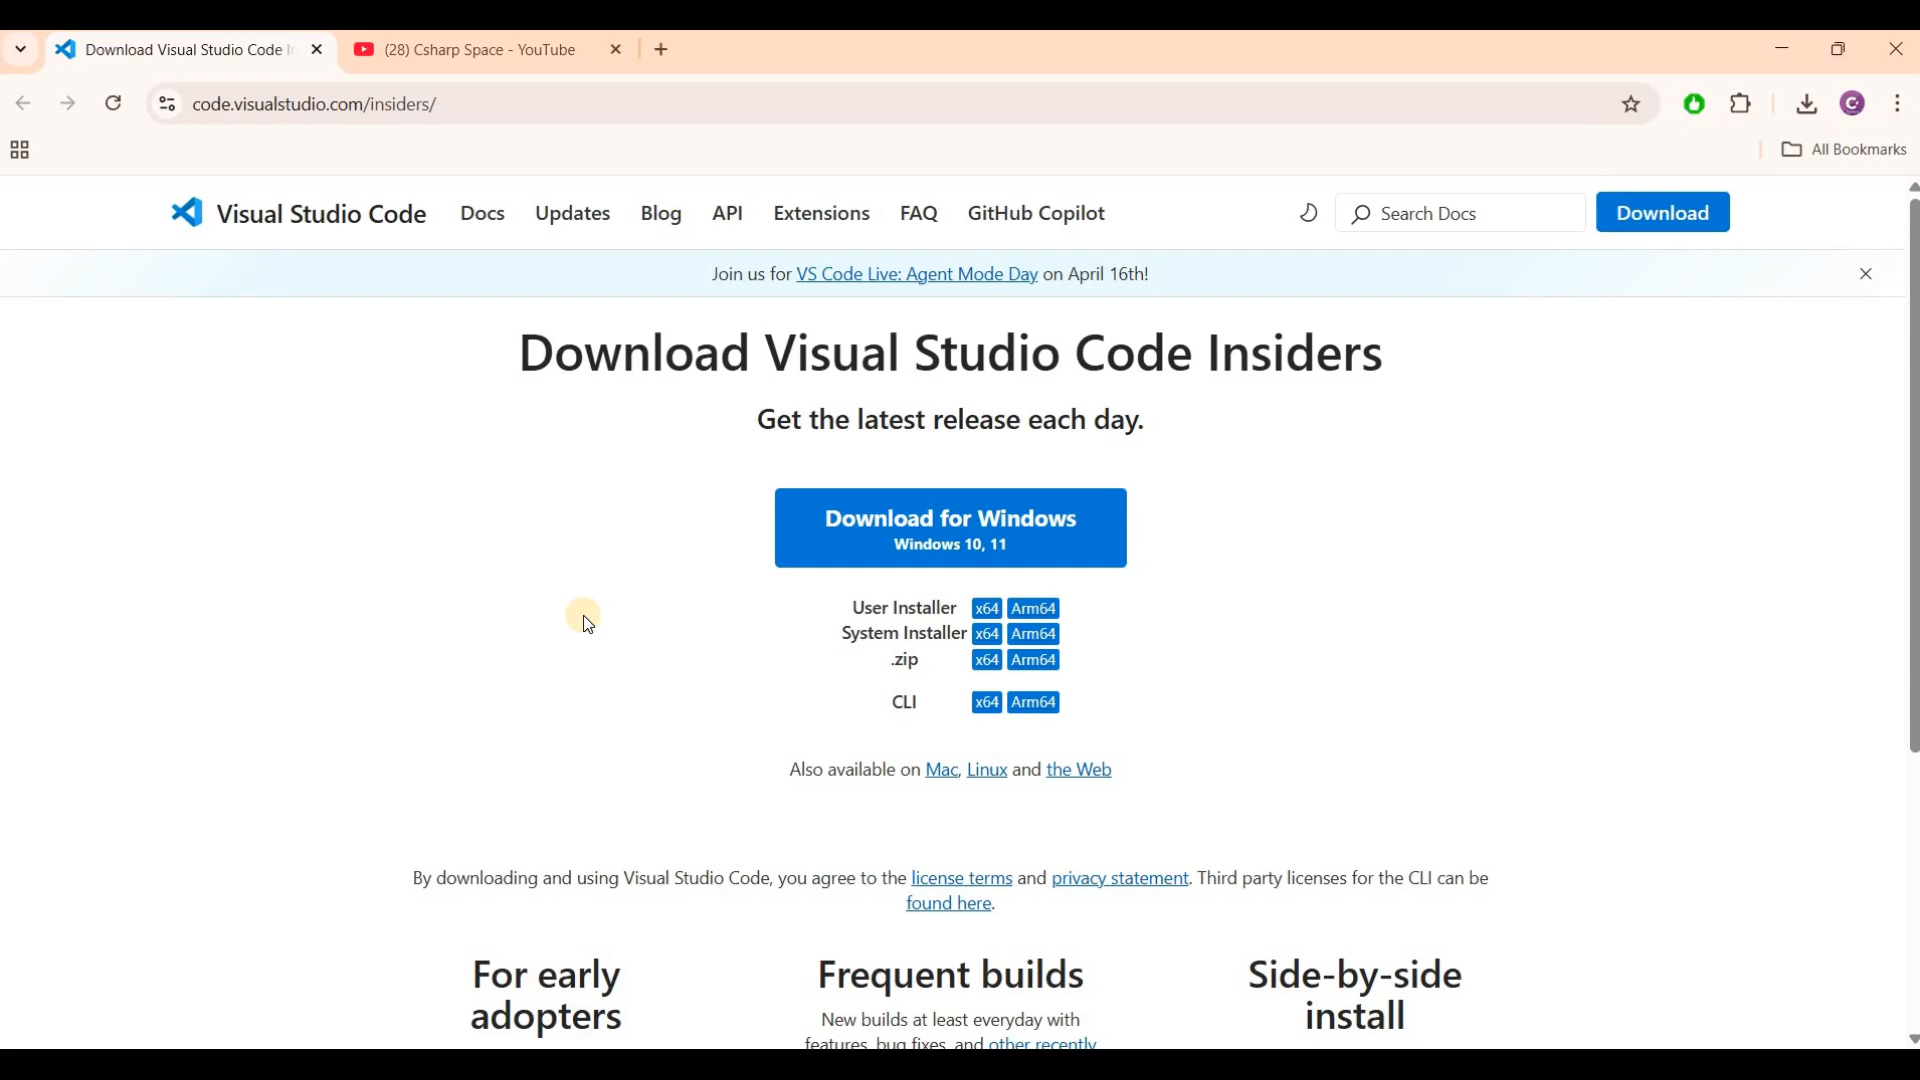 Download Visual Studio Code I
(28) Csharp Space - YouTube
code.visualstudio.com/insiders/
C
All Bookmarks
Visual Studio Code
Docs
Updates
Blog
API
Extensions
FAQ
GitHub Copilot
Search Docs
Download
Join us for VS Code Live: Agent Mode Day on April 16th!
Download Visual Studio Code Insiders
Get the latest release each day.
Download for Windows
Windows 10, 11
User Installer x64 Arm64
System Installer x64 Arm64
.zip x64 Arm64
CLI x64 Arm64
Also available on Mac, Linux and the Web
By downloading and using Visual Studio Code, you agree to the license terms and privacy statement. Third party licenses for the CLI can be
found here.
For early
adopters
Frequent builds
New builds at least everyday with
features, bug fixes, and other recently
Side-by-side
install